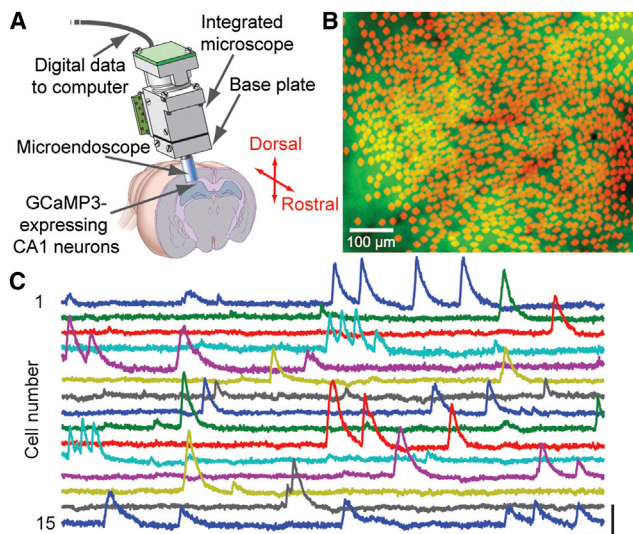 A
Integrated
microscope
Digital data
to computer
Base plate
Microendoscope
Dorsal
Rostral
GCaMP3-
expressing
CA1 neurons
B
100 µm
C
1
Cell number
15